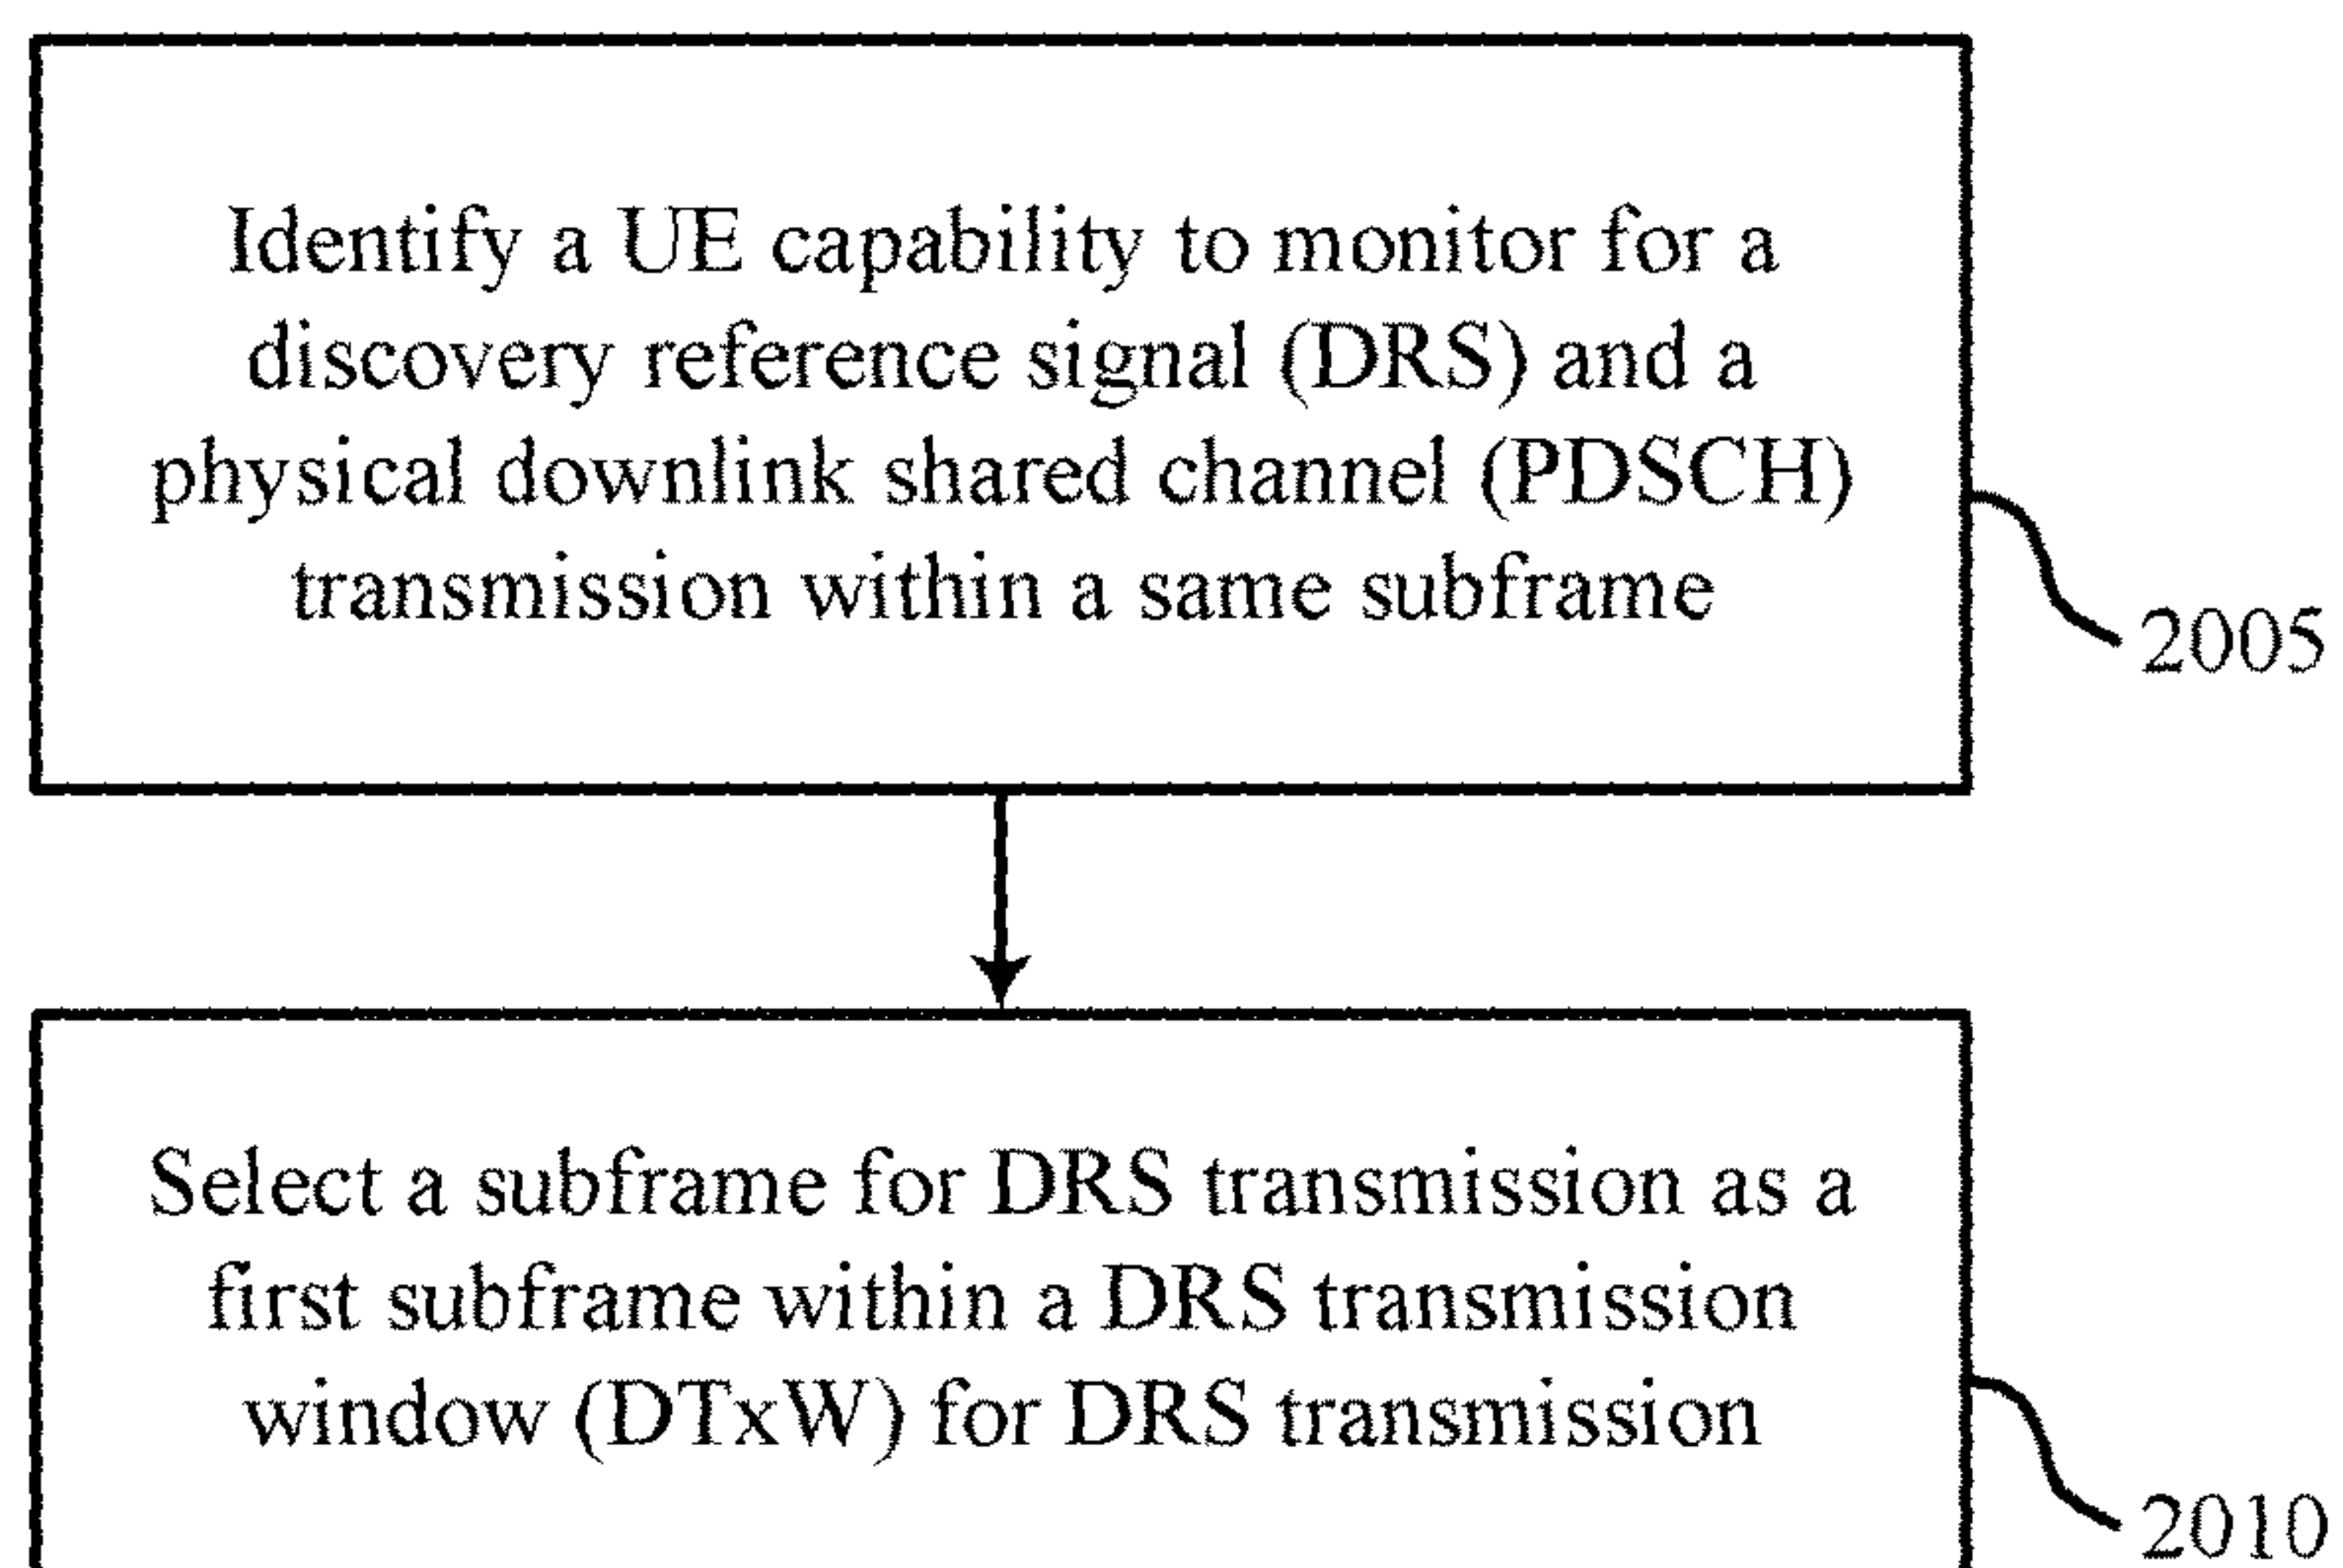 Identify a UE capability to monitor for a
discovery reference signal (DRS) and a
physical downlink shared channel (PDSCH)
transmission within a same subframe
2005
Select a subframe for DRS transmission as a
first subframe within a DRS transmission
window (DTxW) for DRS transmission
2010